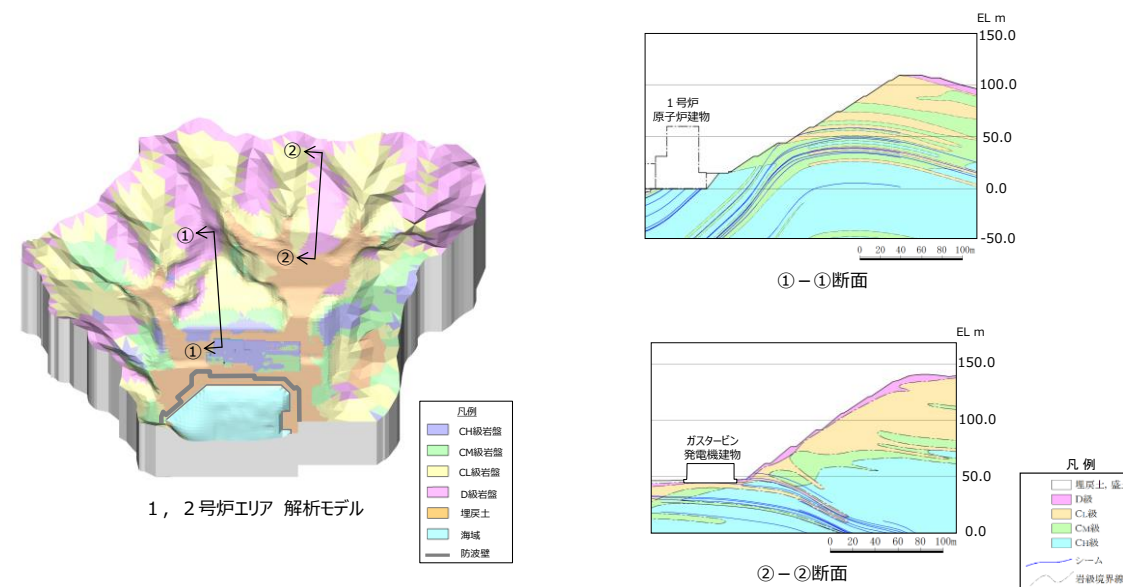 ②
①
②
①
1,2号炉エリア 解析モデル
凡例
CH級岩盤
CM級岩盤
CL級岩盤
D級岩盤
埋戻土
海域
防波壁
EL m
150.0
100.0
50.0
0.0
-50.0
1号炉
原子炉建物
0 20 40 60 80 100m
①-①断面
EL m
150.0
100.0
50.0
0.0
ガスタービン
発電機建物
0 20 40 60 80 100m
②-②断面
凡例
埋戻土,盛
D級
CL級
CM級
CH級
シーム
岩級境界線